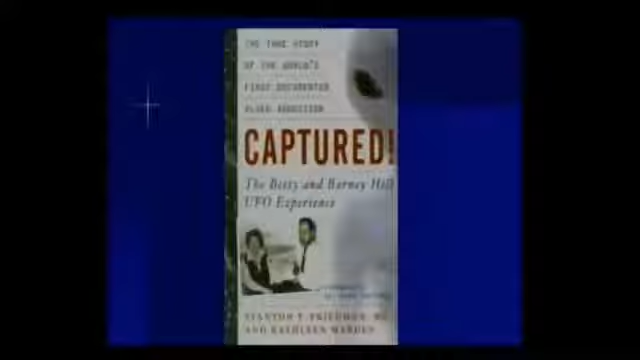 THE TRUE STORY
OF THE WORLD'S
FIRST DOCUMENTED
ALIEN ABDUCTION
CAPTURED!
The Betty and Barney Hill
UFO Experience
STANTON T. FRIEDMAN,
AND KATHLEEN MARDEN